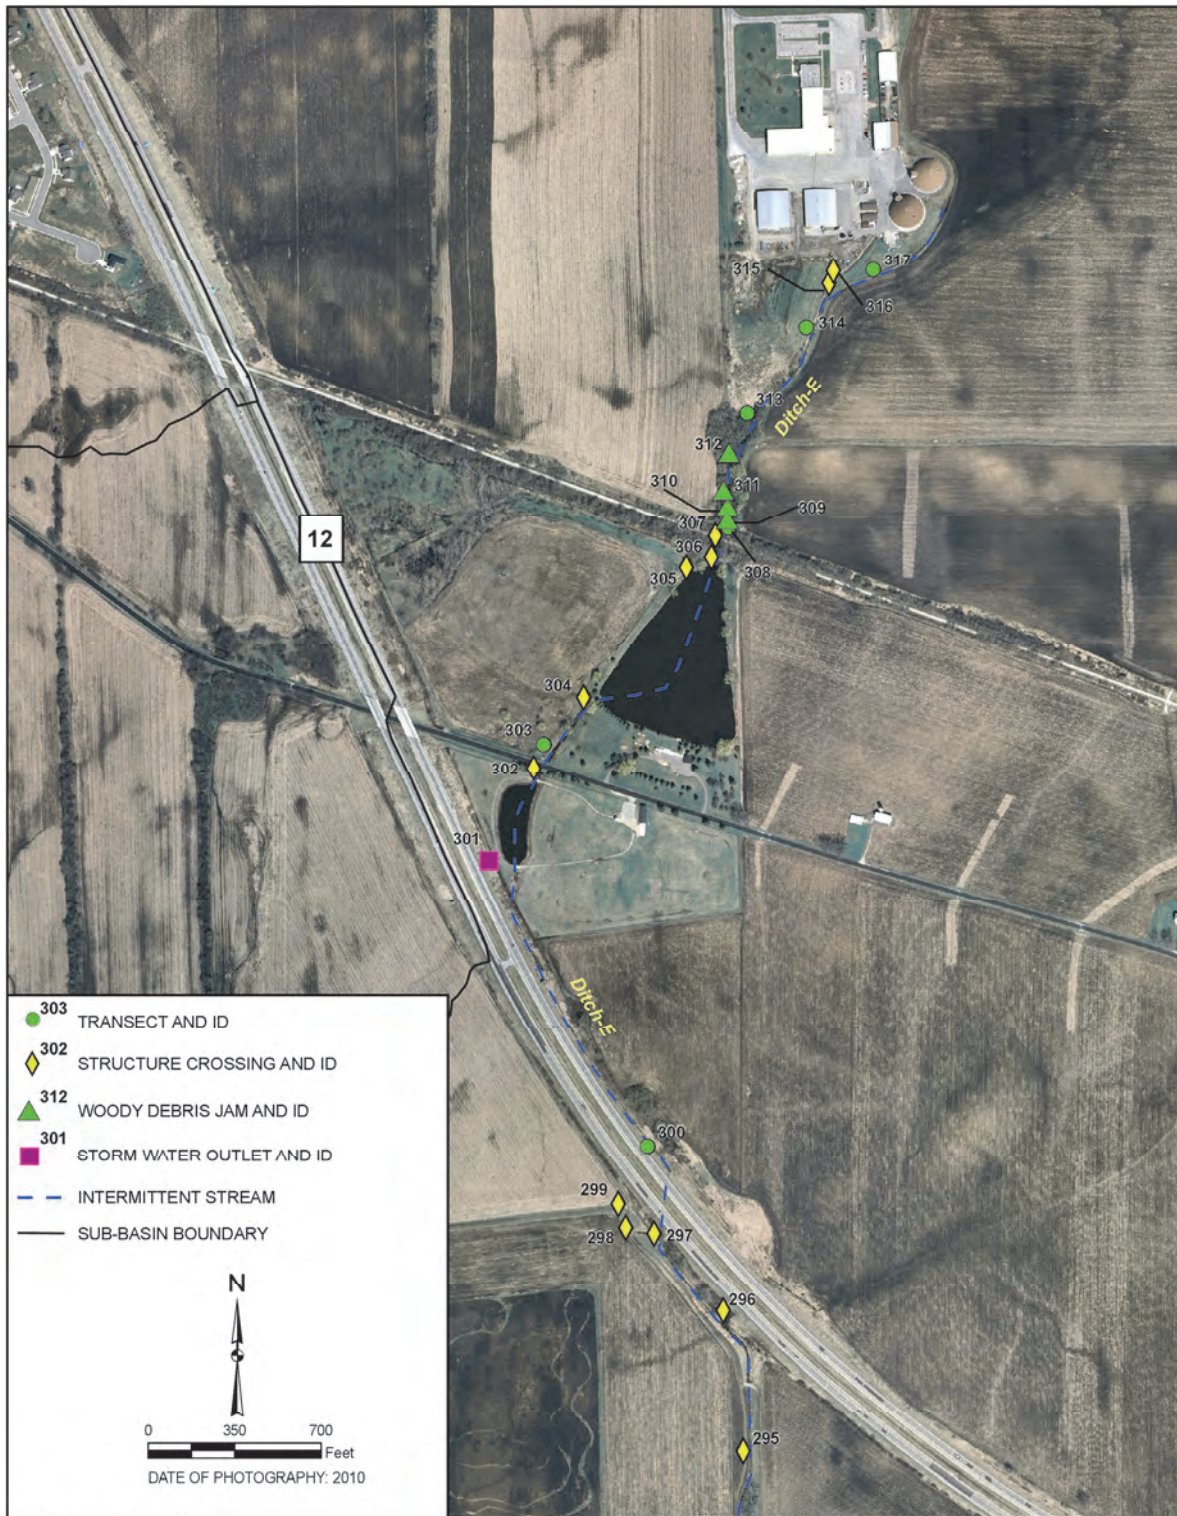 315
317
316
314
313
Ditch-E
312
311
310
309
307
306
308
305
12
304
303
302
301
Ditch-E
300
299
298
297
296
295
303 TRANSECT AND ID
302 STRUCTURE CROSSING AND ID
312 WOODY DEBRIS JAM AND ID
301 STORM WATER OUTLET AND ID
INTERMITTENT STREAM
SUB-BASIN BOUNDARY
N
0 350 700
Feet
DATE OF PHOTOGRAPHY: 2010